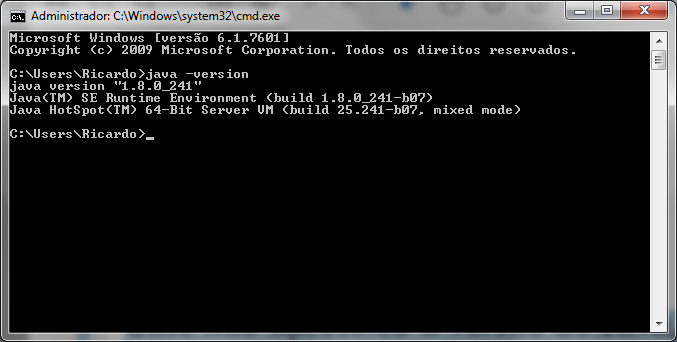 Administrador: C:\Windows\system32\cmd.exe
Microsoft Windows [versão 6.1.7601]
Copyright (c) 2009 Microsoft Corporation. Todos os direitos reservados.
C:\Users\Ricardo>java -version
java version "1.8.0_241"
Java(TM) SE Runtime Environment (build 1.8.0_241-b07)
Java HotSpot(TM) 64-Bit Server VM (build 25.241-b07, mixed mode)
C:\Users\Ricardo>_